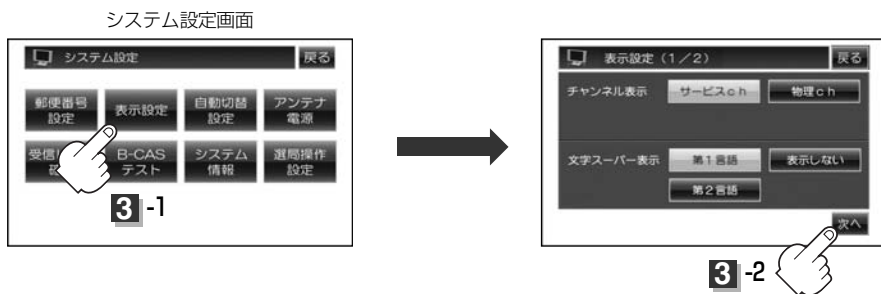 システム設定画面
システム設定
戻る
郵便番号
設定
表示設定
自動切替
設定
アンテナ
電源
受信
B-CAS
テスト
システム
情報
選局操作
設定
3-1
表示設定(1/2)
戻る
チャンネル表示
サービスch
物理ch
文字スーパー表示
第1言語
表示しない
第2言語
次へ
3-2